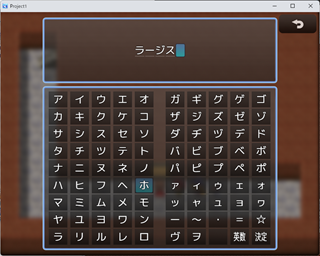 Project1
ラージス
ア イ ウ エ オ ガ ギ グ ゲ ゴ
カ キ ク ケ コ ザ ジ ズ ゼ ゾ
サ シ ス セ ソ ダ ヂ ヅ デ ド
タ チ ツ テ ト バ ビ ブ ベ ボ
ナ ニ ヌ ネ ノ パ ピ プ ペ ポ
ハ ヒ フ ヘ ホ ァ ィ ゥ ェ ォ
マ ミ ム メ モ ッ ャ ュ ョ ヮ
ヤ ユ ヨ ワ ン ー ~ ・ = ☆
ラ リ ル レ ロ ヴ ヲ 英数 決定